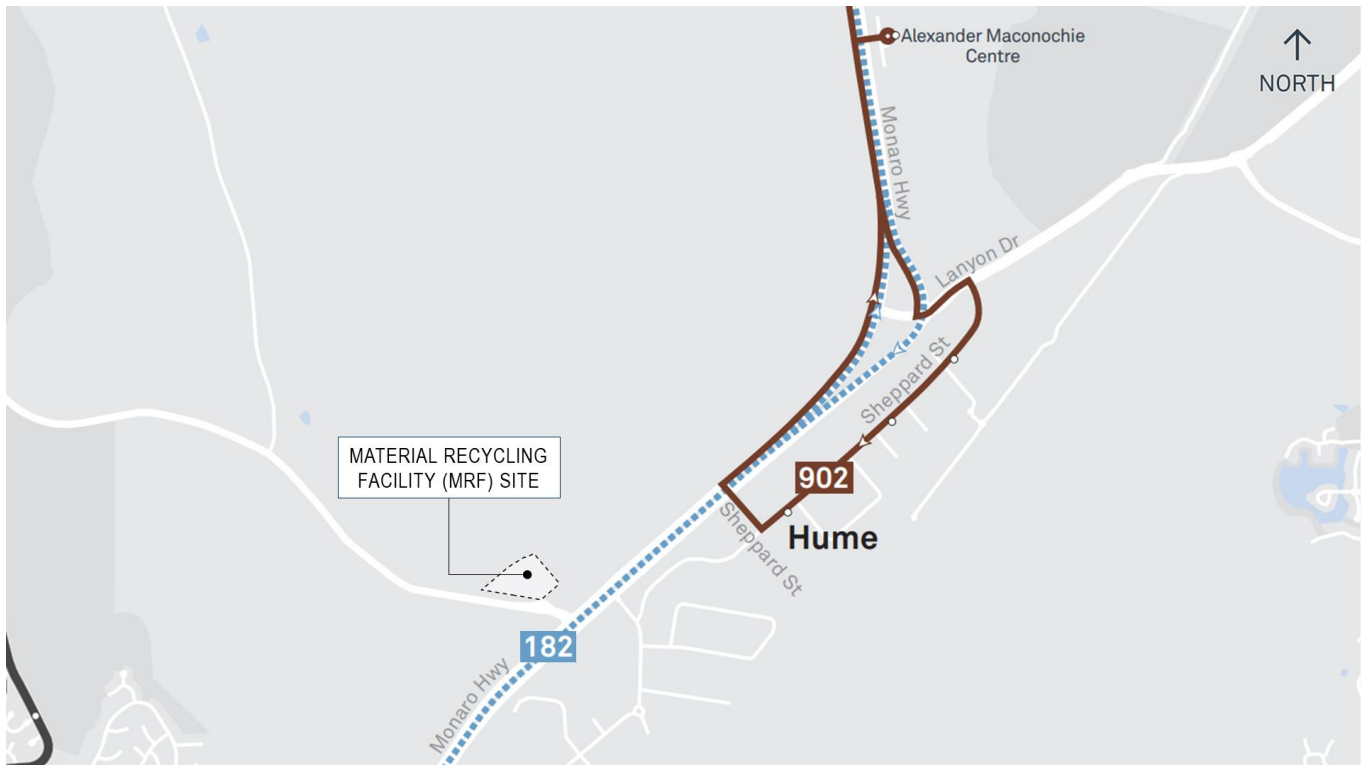 Alexander Maconochie
Centre
NORTH
Monaro Hwy
Lanyon Dr
Sheppard St
MATERIAL RECYCLING
FACILITY (MRF) SITE
902
Sheppard St
Hume
182
Monaro Hwy